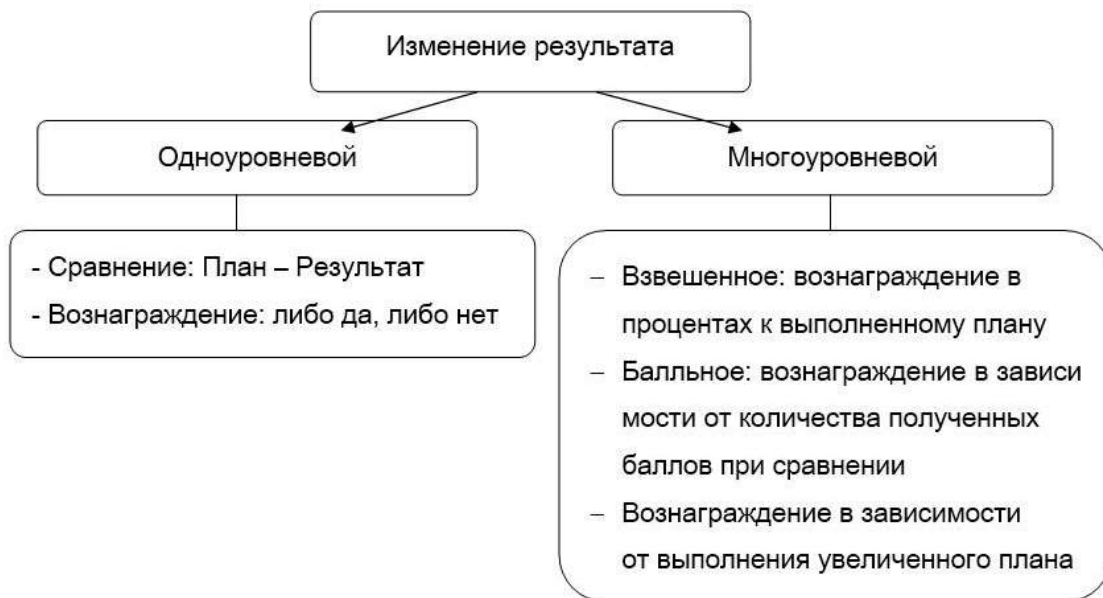 Изменение результата
Одноуровневой
Многоуровневой
- Сравнение: План – Результат
- Вознаграждение: либо да, либо нет
– Взвешенное: вознаграждение в
процентах к выполненному плану
– Балльное: вознаграждение в зависи
мости от количества полученных
баллов при сравнении
– Вознаграждение в зависимости
от выполнения увеличенного плана